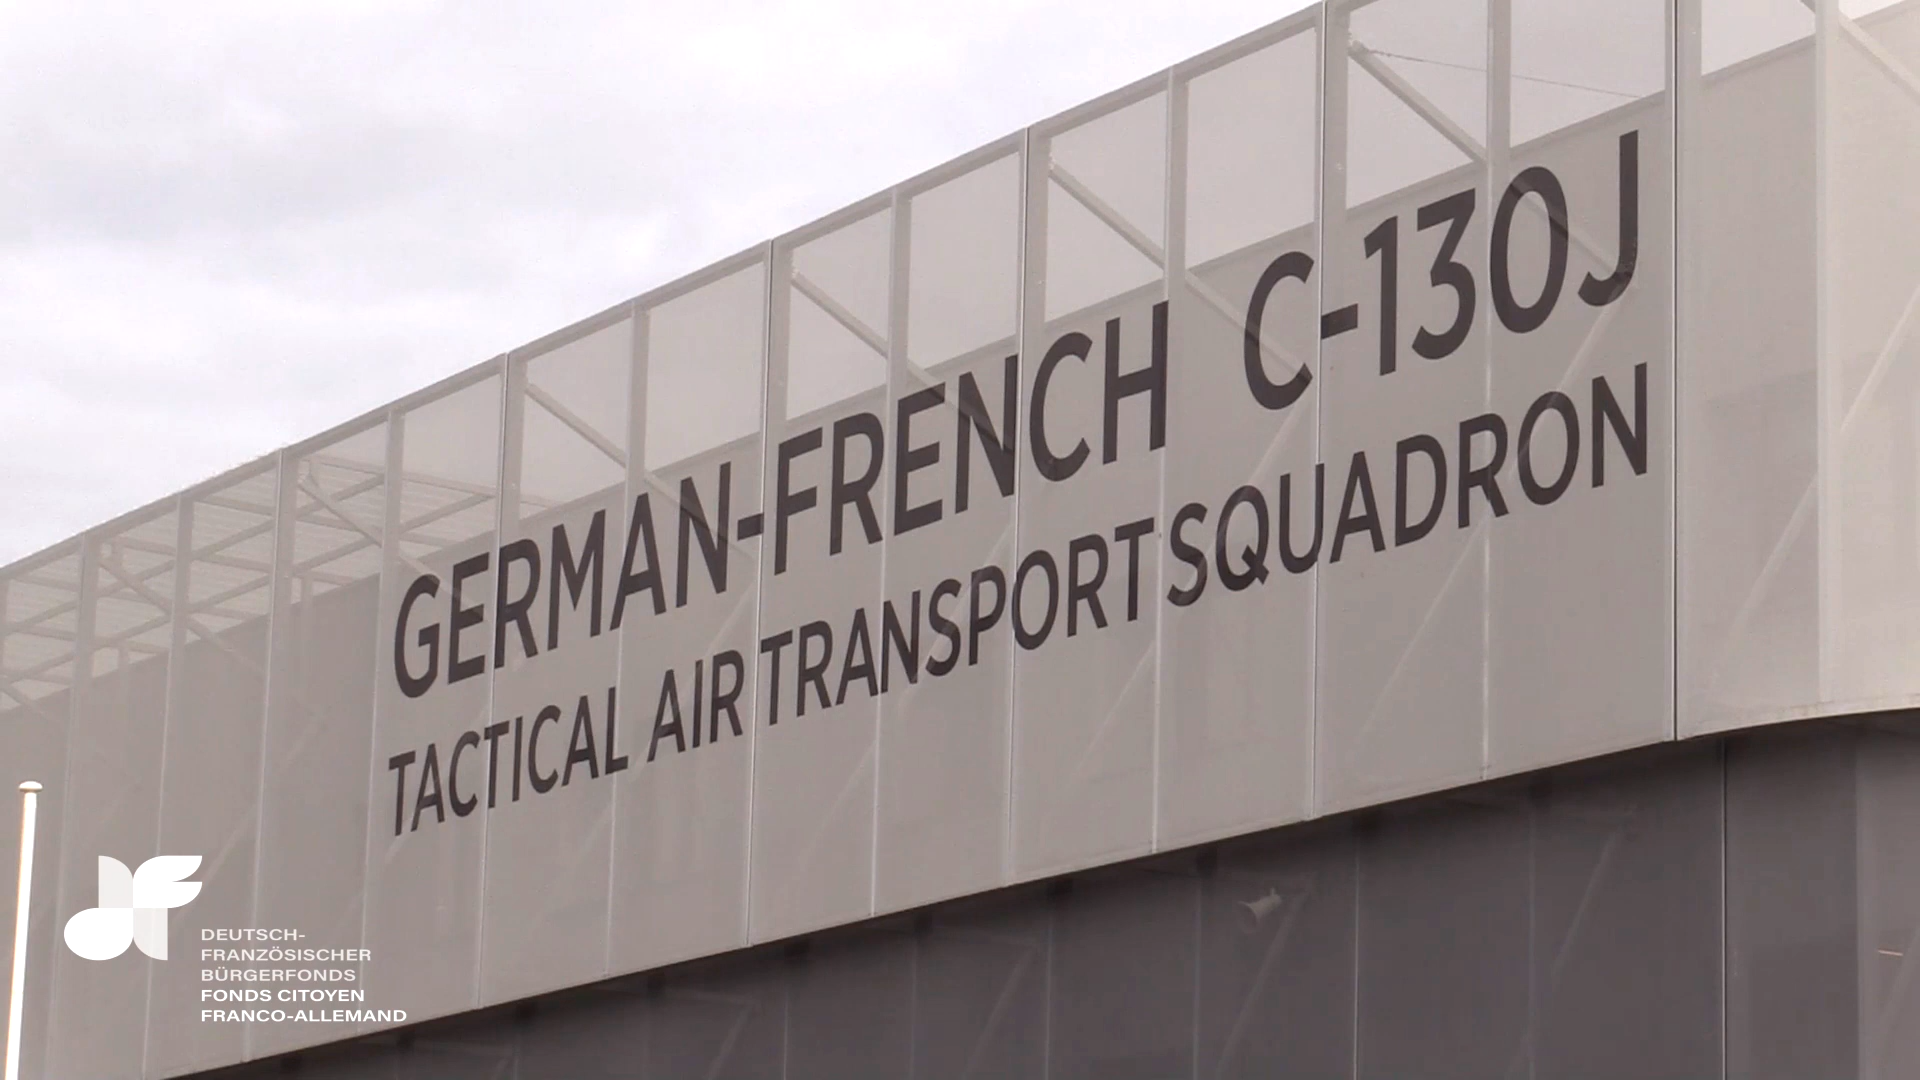 GERMAN-FRENCH C-130J
TACTICAL AIR TRANSPORT SQUADRON
DEUTSCH-
FRANZÖSISCHER
BÜRGERFONDS
FONDS CITOYEN
FRANCO-ALLEMAND